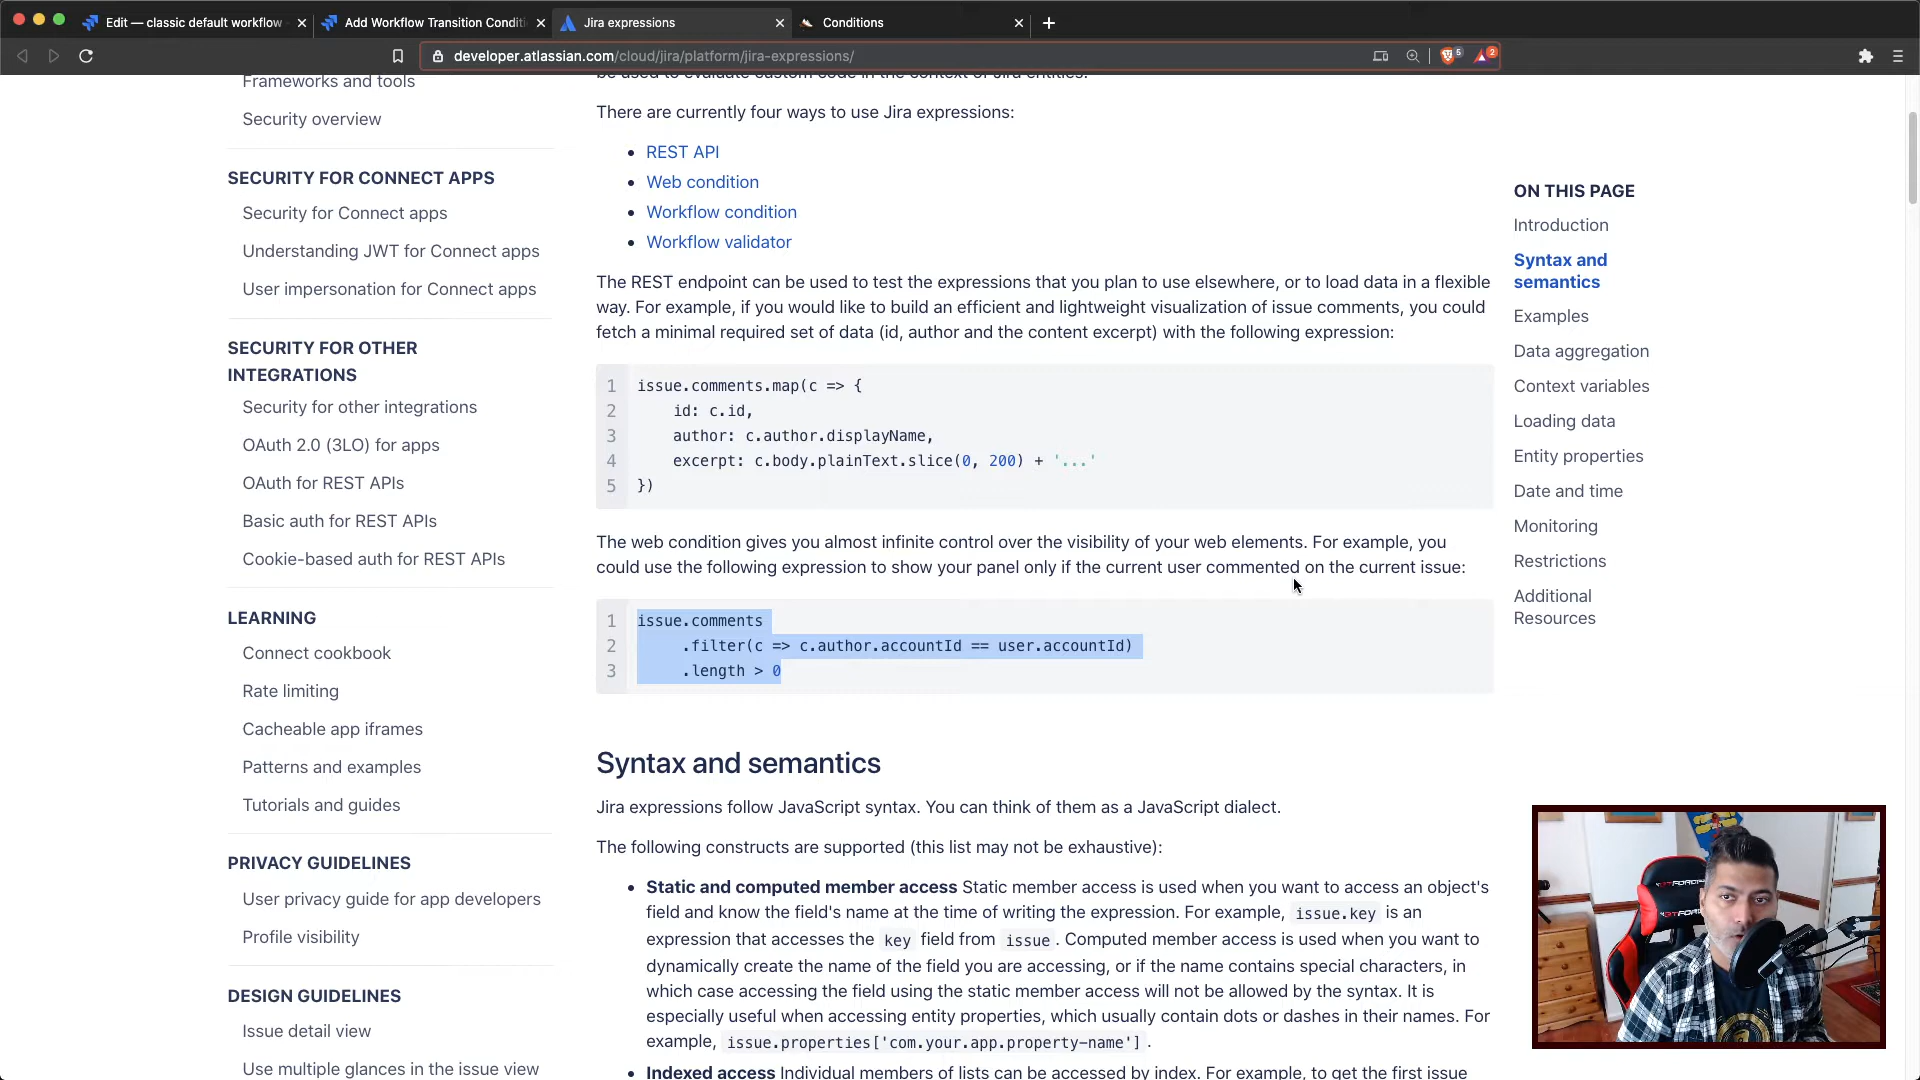 Edit — classic default workflow
Add Workflow Transition Conditi
Jira expressions
Conditions
developer.atlassian.com/cloud/jira/platform/jira-expressions/
5
2
Frameworks and tools
Security overview
SECURITY FOR CONNECT APPS
Security for Connect apps
Understanding JWT for Connect apps
User impersonation for Connect apps
SECURITY FOR OTHER
INTEGRATIONS
Security for other integrations
OAuth 2.0 (3LO) for apps
OAuth for REST APIs
Basic auth for REST APIs
Cookie-based auth for REST APIs
LEARNING
Connect cookbook
Rate limiting
Cacheable app iframes
Patterns and examples
Tutorials and guides
PRIVACY GUIDELINES
User privacy guide for app developers
Profile visibility
DESIGN GUIDELINES
Issue detail view
Use multiple glances in the issue view
be used to evaluate custom code in the context of Jira entities.
There are currently four ways to use Jira expressions:
• REST API
• Web condition
• Workflow condition
• Workflow validator
The REST endpoint can be used to test the expressions that you plan to use elsewhere, or to load data in a flexible
way. For example, if you would like to build an efficient and lightweight visualization of issue comments, you could
fetch a minimal required set of data (id, author and the content excerpt) with the following expression:
1 issue.comments.map(c => {
2 id: c.id,
3 author: c.author.displayName,
4 excerpt: c.body.plainText.slice(0, 200) + '...'
5 })
The web condition gives you almost infinite control over the visibility of your web elements. For example, you
could use the following expression to show your panel only if the current user commented on the current issue:
1 issue.comments
2 .filter(c => c.author.accountId == user.accountId)
3 .length > 0
Syntax and semantics
Jira expressions follow JavaScript syntax. You can think of them as a JavaScript dialect.
The following constructs are supported (this list may not be exhaustive):
• Static and computed member access Static member access is used when you want to access an object's
field and know the field's name at the time of writing the expression. For example, issue.key is an
expression that accesses the key field from issue. Computed member access is used when you want to
dynamically create the name of the field you are accessing, or if the name contains special characters, in
which case accessing the field using the static member access will not be allowed by the syntax. It is
especially useful when accessing entity properties, which usually contain dots or dashes in their names. For
example, issue.properties['com.your.app.property-name'].
• Indexed access Individual members of lists can be accessed by index. For example, to get the first issue
ON THIS PAGE
Introduction
Syntax and
semantics
Examples
Data aggregation
Context variables
Loading data
Entity properties
Date and time
Monitoring
Restrictions
Additional
Resources